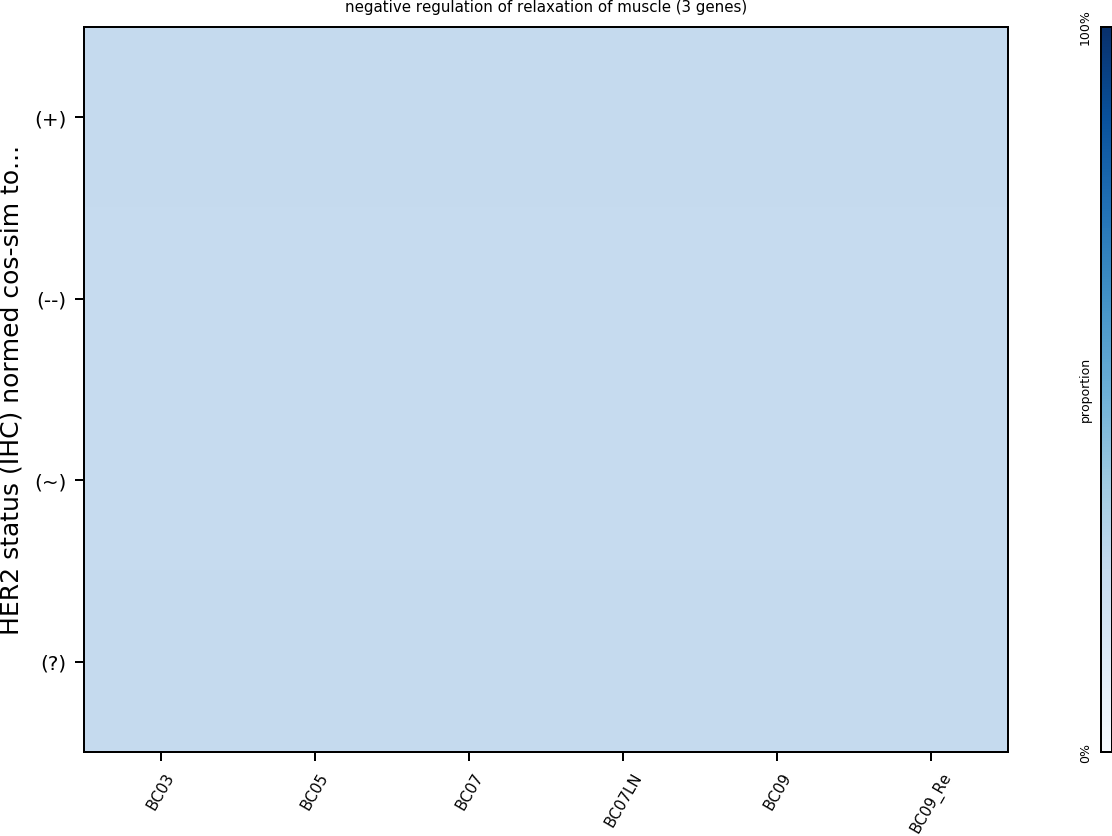 negative regulation of relaxation of muscle (3 genes)
HER2 status (IHC) normed cos-sim to...
(+)
(--)
(~)
(?)
BC03
BC05
BC07
BC07LN
BC09
BC09_Re
100%
proportion
0%